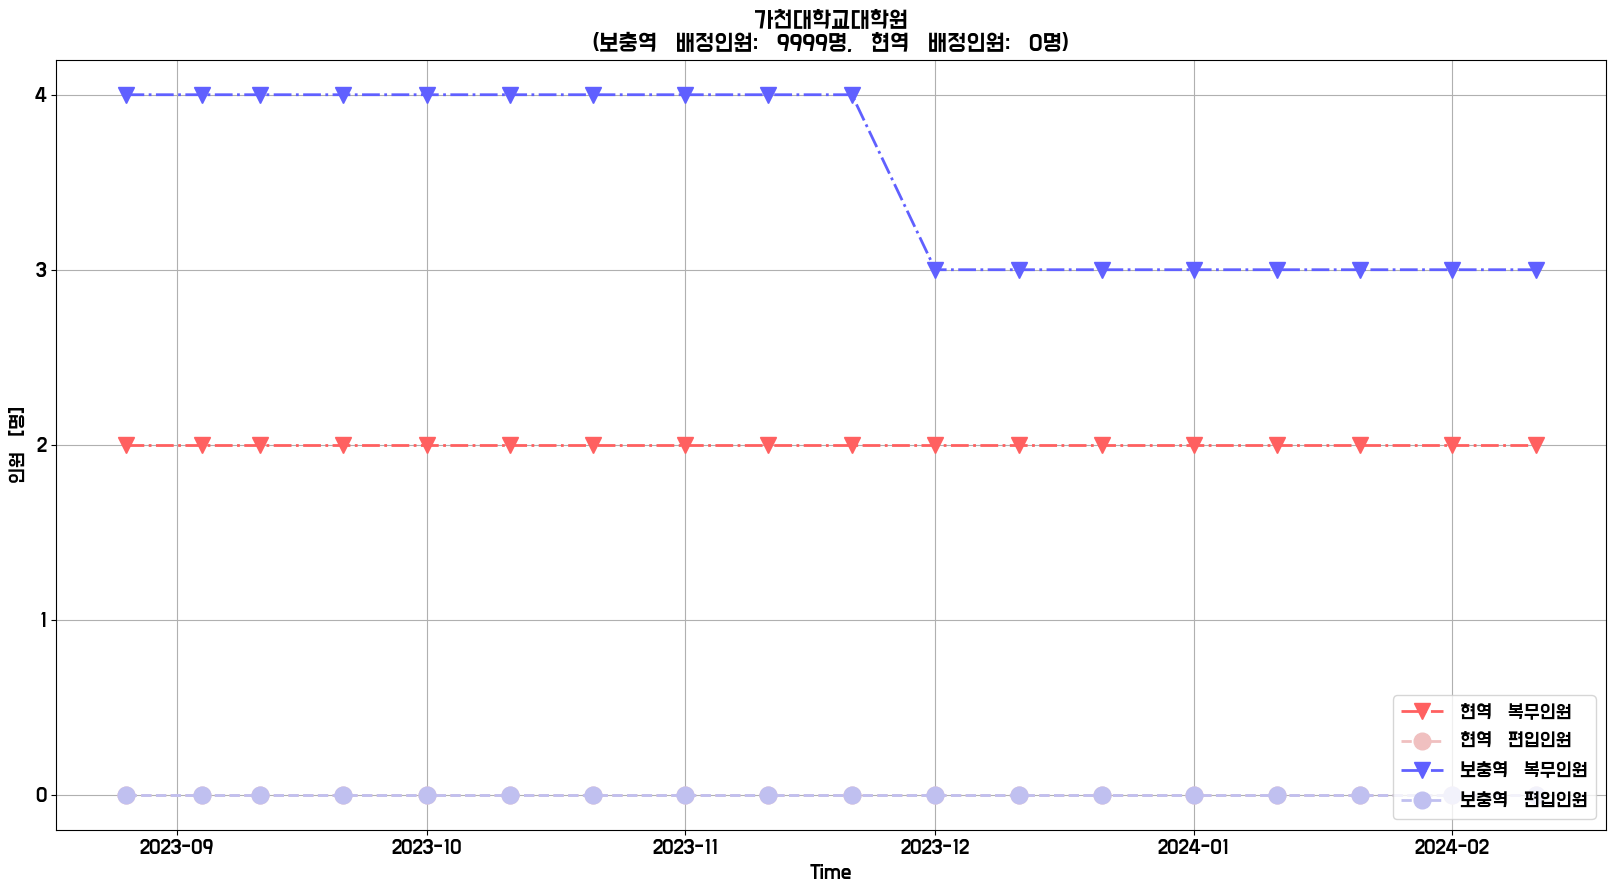 가천대학교대학원
(보충역 배정인원: 9999명, 현역 배정인원: 0명)
4
3
2
1
0
인원 [명]
2023-09
2023-10
2023-11
2023-12
2024-01
2024-02
Time
현역 복무인원
현역 편입인원
보충역 복무인원
보충역 편입인원